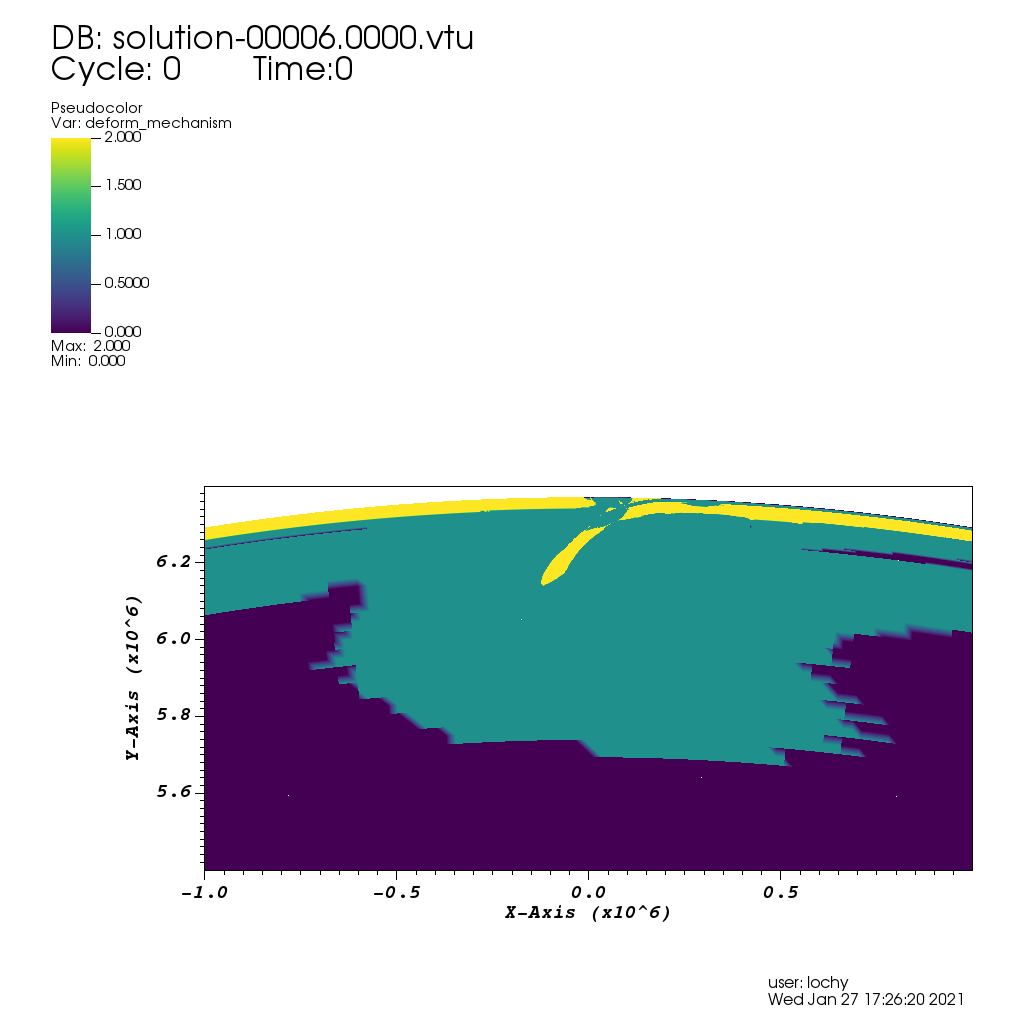 DB: solution-00006.0000.vtu
Cycle: 0 Time:0
Pseudocolor
Var: deform_mechanism
2.000
1.500
1.000
0.5000
0.000
Max: 2.000
Min: 0.000
6.2
6.0
5.8
5.6
Y-Axis (x10^6)
-1.0 -0.5 0.0 0.5
X-Axis (x10^6)
user: lochy
Wed Jan 27 17:26:20 2021